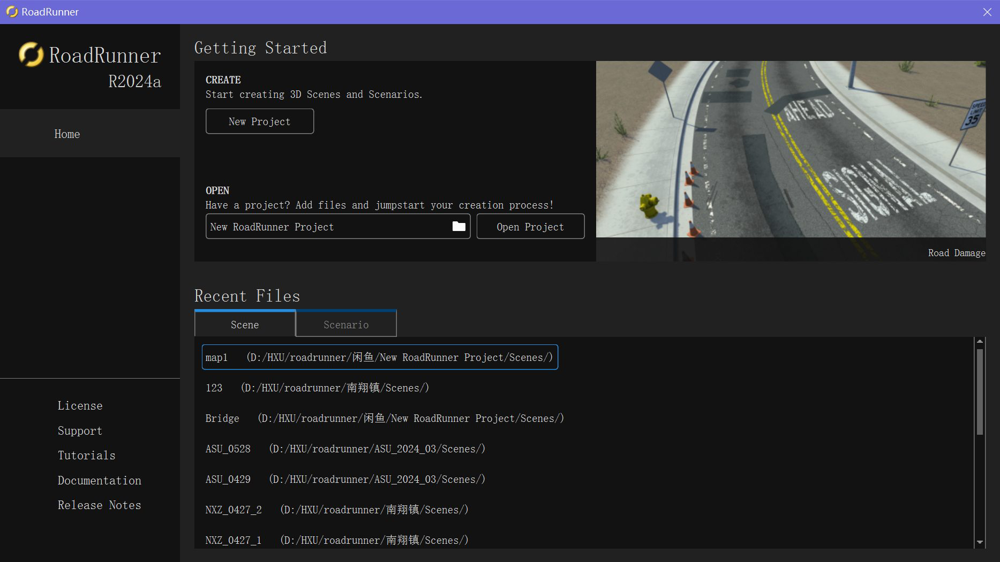 RoadRunner
RoadRunner
R2024a
Home
License
Support
Tutorials
Documentation
Release Notes
Getting Started
CREATE
Start creating 3D Scenes and Scenarios.
New Project
OPEN
Have a project? Add files and jumpstart your creation process!
New RoadRunner Project
Open Project
AHEAD
SIGNAL
SPEED
LIMIT
35
Road Damage
Recent Files
Scene
Scenario
map1 (D:/HXU/roadrunner/闲鱼/New RoadRunner Project/Scenes/)
123 (D:/HXU/roadrunner/南翔镇/Scenes/)
Bridge (D:/HXU/roadrunner/闲鱼/New RoadRunner Project/Scenes/)
ASU_0528 (D:/HXU/roadrunner/ASU_2024_03/Scenes/)
ASU_0429 (D:/HXU/roadrunner/ASU_2024_03/Scenes/)
NXZ_0427_2 (D:/HXU/roadrunner/南翔镇/Scenes/)
NXZ_0427_1 (D:/HXU/roadrunner/南翔镇/Scenes/)